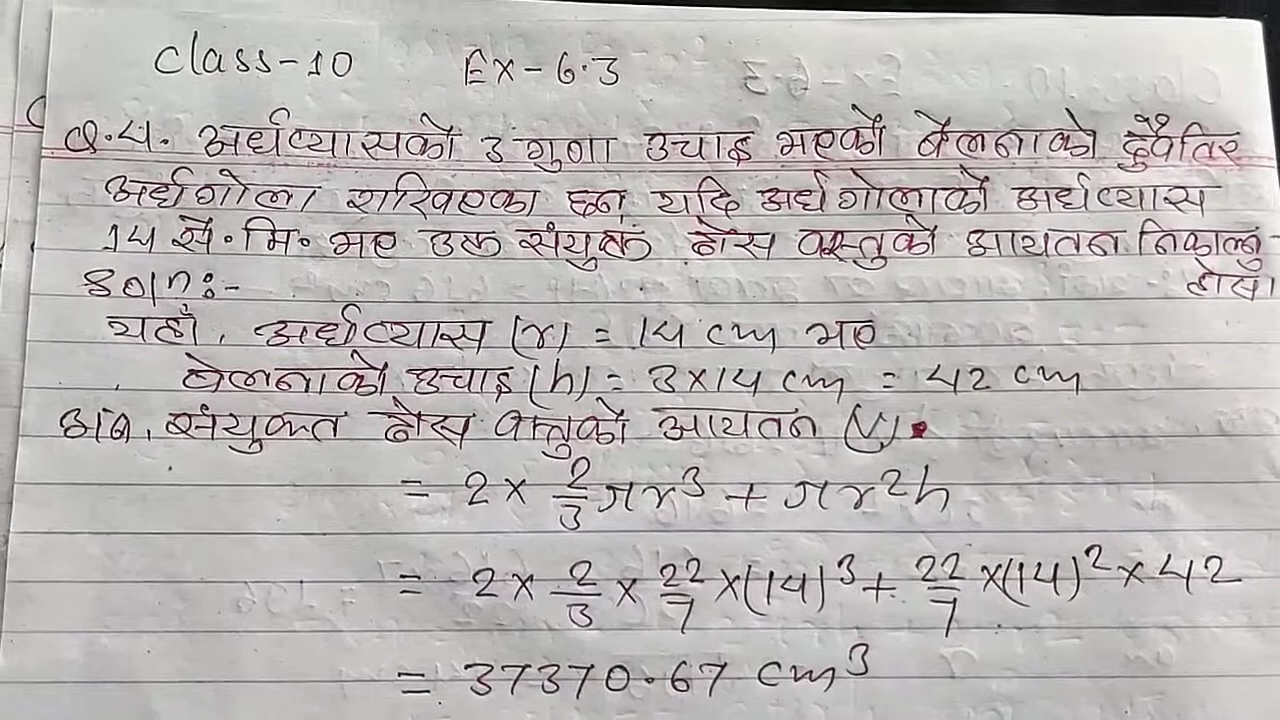 class-10 Ex-6.3
Q.4. अर्धव्यासको 3 गुना उचाइ भएको बेलनाको दुवैतिर
अर्धगोला राखिएका छन् यदि अर्धगोलाको अर्धव्यास
14 से.मि. भए उक्त संयुक्त ठोस वस्तुको आयतन निकाल्नु-
होस।
Soln:-
यहाँ, अर्धव्यास (r) = 14 cm भए
बेलनाको उचाइ (h) = 3×14 cm = 42 cm
अब, संयुक्त ठोस वस्तुको आयतन (V)
= 2 × 2/3 πr³ + πr²h
= 2 × 2/3 × 22/7 × (14)³ + 22/7 × (14)² × 42
= 37370.67 cm³